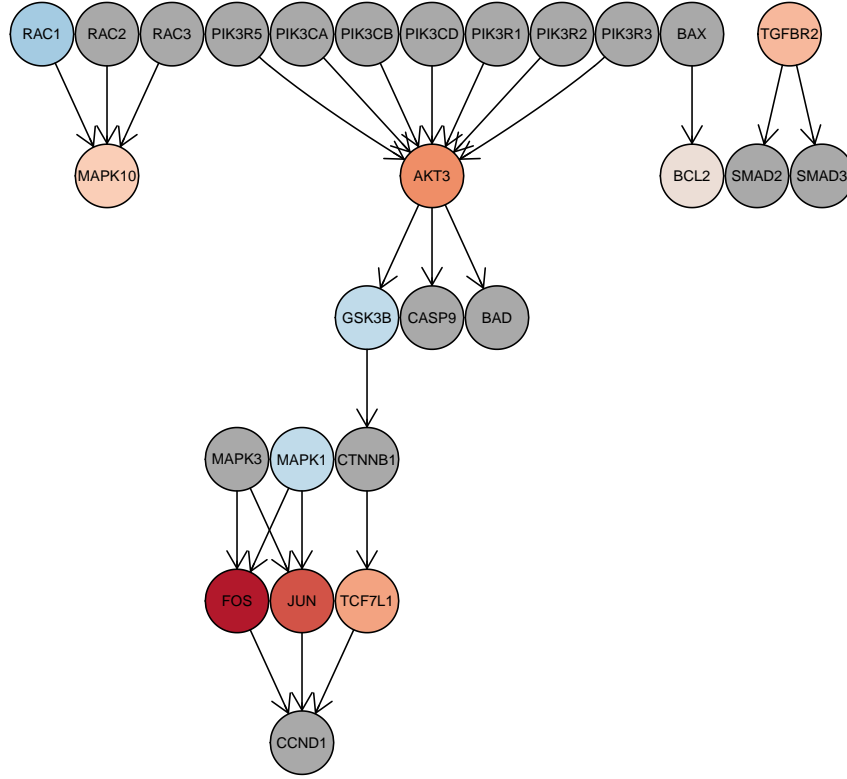 RAC1 RAC2 RAC3 PIK3R5 PIK3CA PIK3CB PIK3CD PIK3R1 PIK3R2 PIK3R3 BAX TGFBR2
MAPK10 AKT3 BCL2 SMAD2 SMAD3
GSK3B CASP9 BAD
MAPK3 MAPK1 CTNNB1
FOS JUN TCF7L1
CCND1